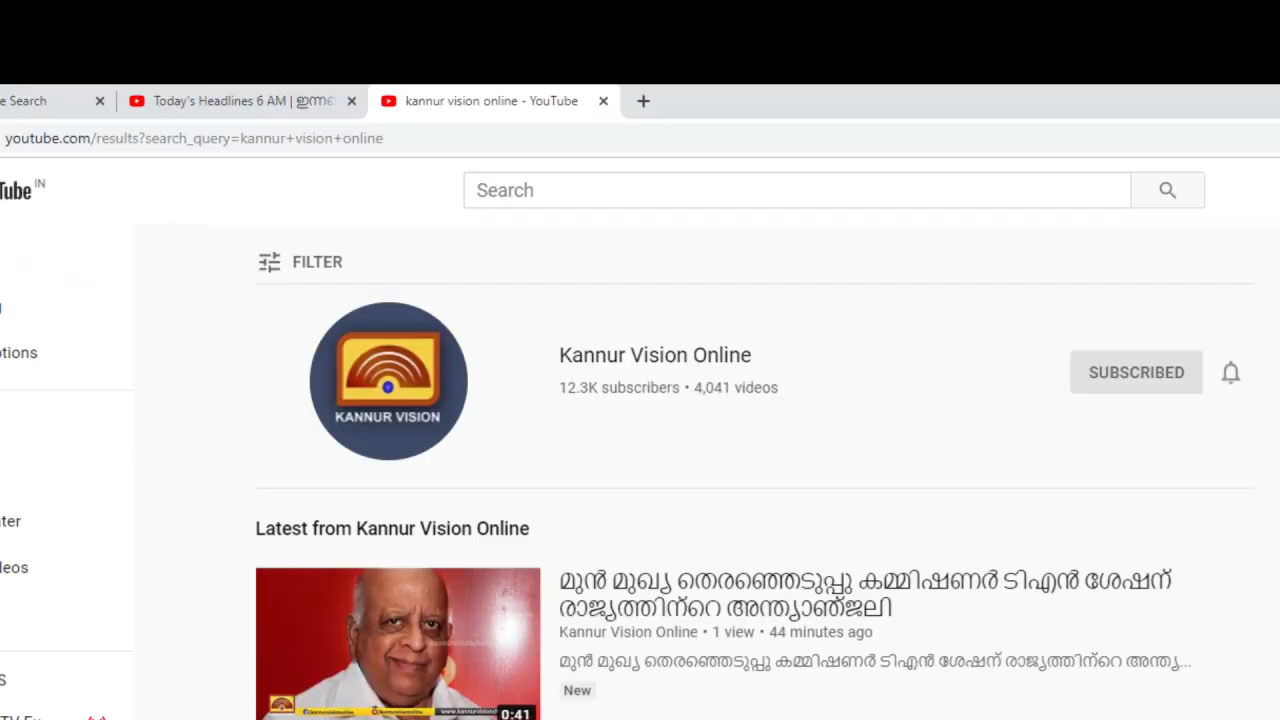 e Search
Today's Headlines 6 AM | ഇന്നെ
kannur vision online - YouTube
youtube.com/results?search_query=kannur+vision+online
Tube IN
Search
FILTER
KANNUR VISION
Kannur Vision Online
12.3K subscribers • 4,041 videos
SUBSCRIBED
ptions
ter
leos
S
Latest from Kannur Vision Online
മുൻ മുഖ്യ തെരഞ്ഞെടുപ്പു കമ്മിഷണർ ടിഎൻ ശേഷന്
രാജ്യത്തിന്റെ അന്ത്യാഞ്ജലി
Kannur Vision Online • 1 view • 44 minutes ago
മുൻ മുഖ്യ തെരഞ്ഞെടുപ്പു കമ്മിഷണർ ടിഎൻ ശേഷന് രാജ്യത്തിന്റെ അന്ത്യ...
New
0:41